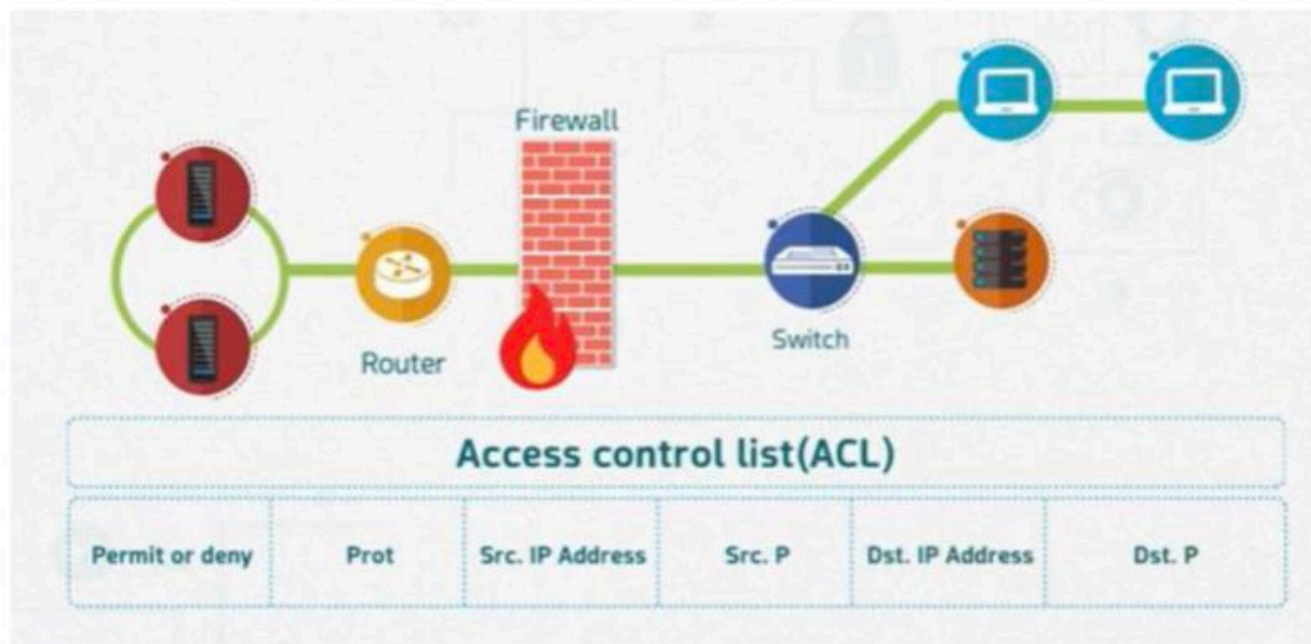 Firewall
Router
Switch
Access control list(ACL)
Permit or deny
Prot
Src. IP Address
Src. P
Dst. IP Address
Dst. P